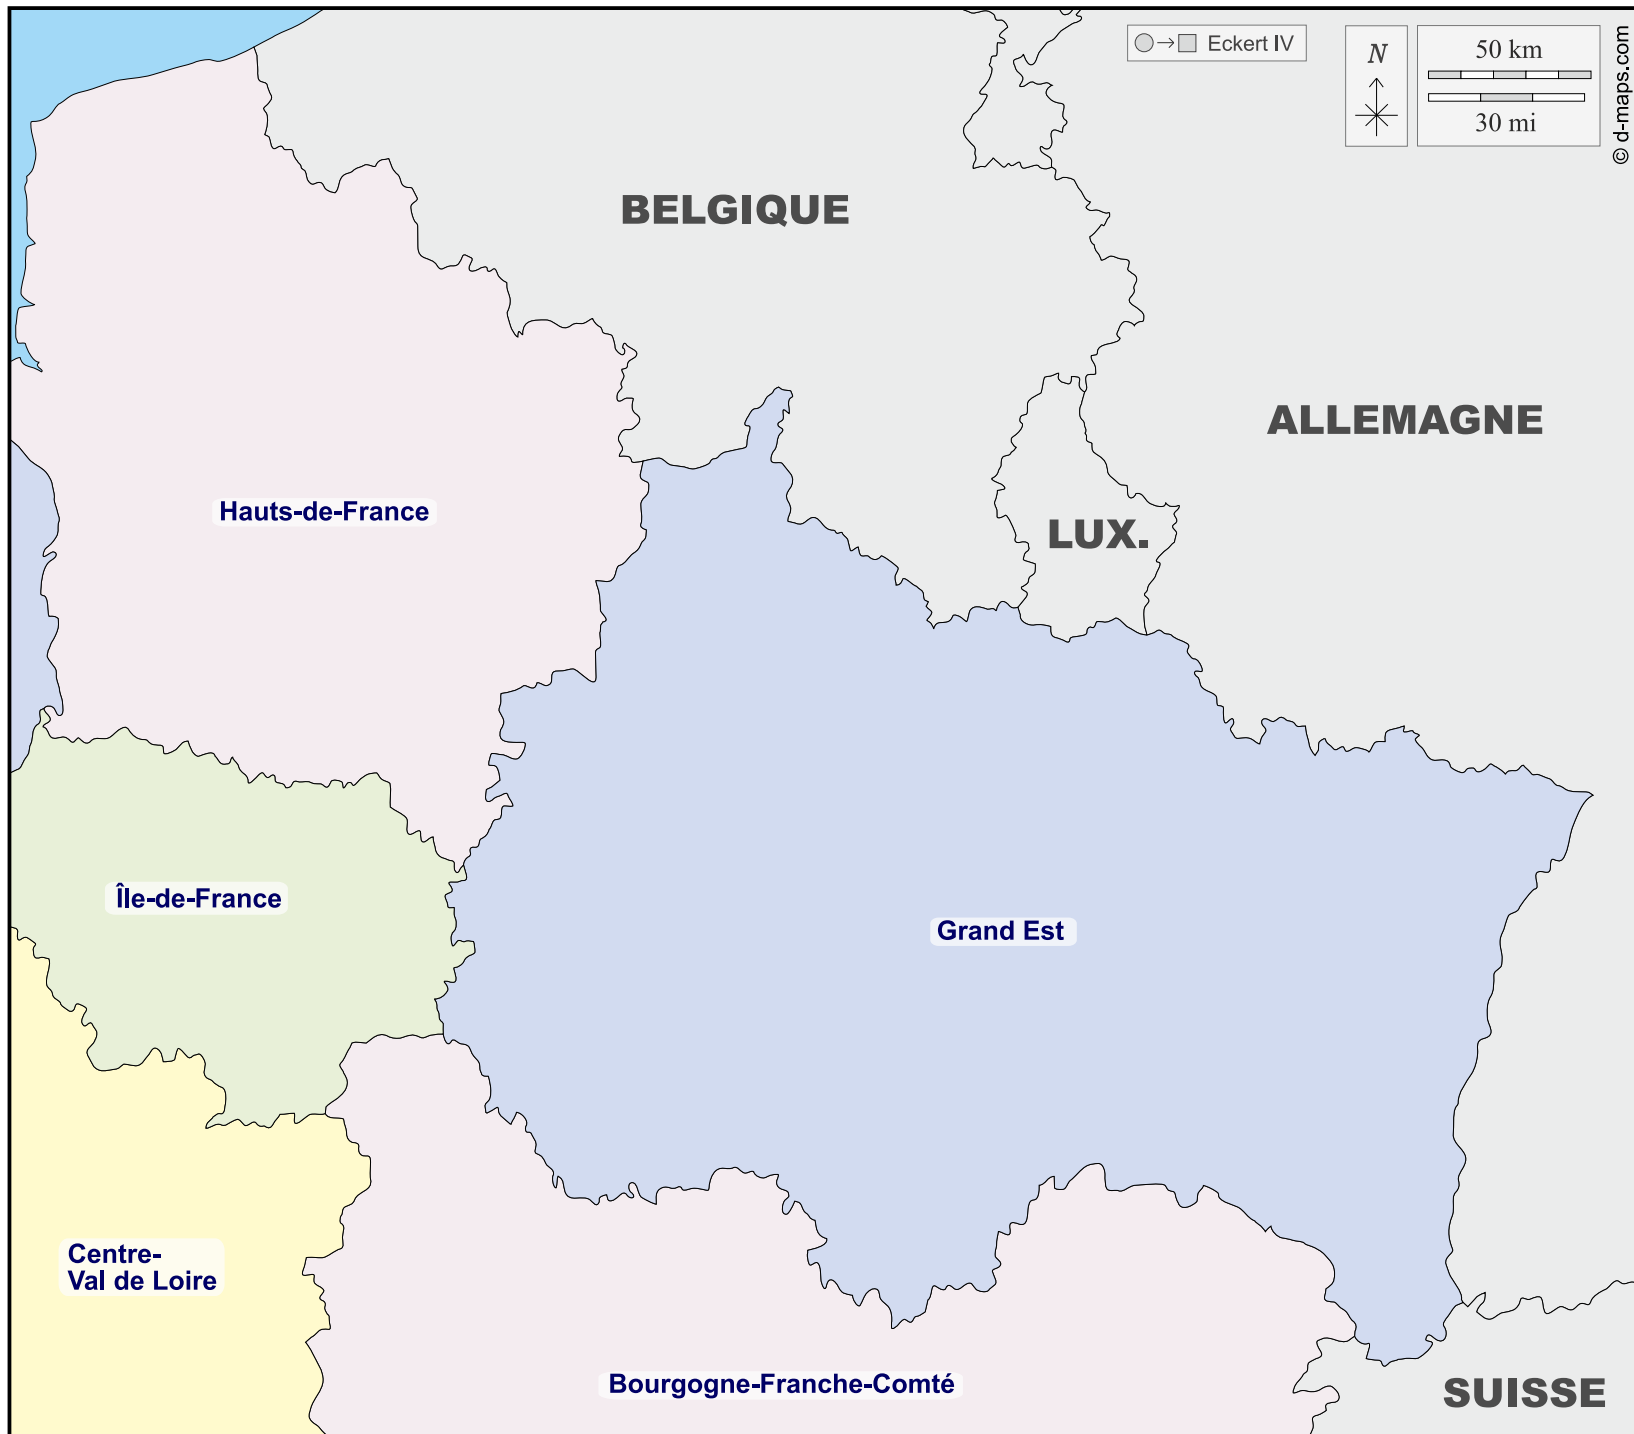 Eckert IV
N
50 km
30 mi
© d-maps.com
BELGIQUE
ALLEMAGNE
Hauts-de-France
LUX.
Île-de-France
Grand Est
Centre-
Val de Loire
Bourgogne-Franche-Comté
SUISSE